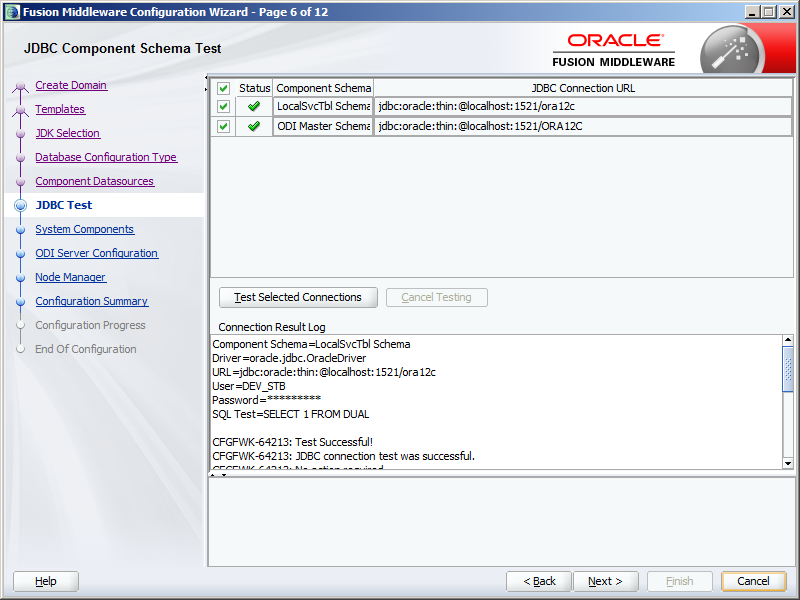 Fusion Middleware Configuration Wizard - Page 6 of 12
JDBC Component Schema Test
ORACLE
FUSION MIDDLEWARE
Create Domain
Templates
JDK Selection
Database Configuration Type
Component Datasources
JDBC Test
System Components
ODI Server Configuration
Node Manager
Configuration Summary
Configuration Progress
End Of Configuration
Status Component Schema JDBC Connection URL
LocalSvcTbl Schema jdbc:oracle:thin:@localhost:1521/ora12c
ODI Master Schema jdbc:oracle:thin:@localhost:1521/ORA12C
Test Selected Connections Cancel Testing
Connection Result Log
Component Schema=LocalSvcTbl Schema
Driver=oracle.jdbc.OracleDriver
URL=jdbc:oracle:thin:@localhost:1521/ora12c
User=DEV_STB
Password=*********
SQL Test=SELECT 1 FROM DUAL
CFGFWK-64213: Test Successful!
CFGFWK-64213: JDBC connection test was successful.
CFGFWK-64213: No action required.
Help < Back Next > Finish Cancel